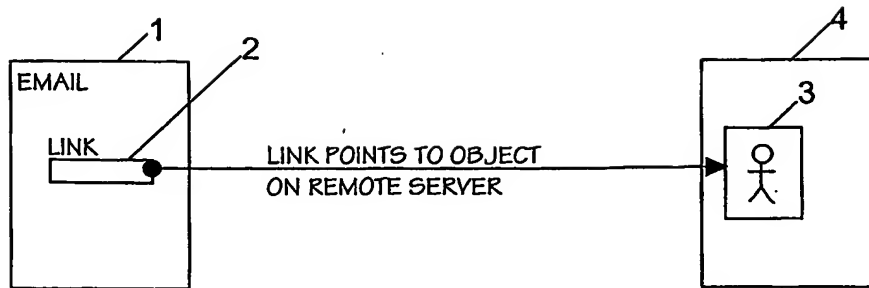 1
2
4
EMAIL
3
LINK
LINK POINTS TO OBJECT
ON REMOTE SERVER